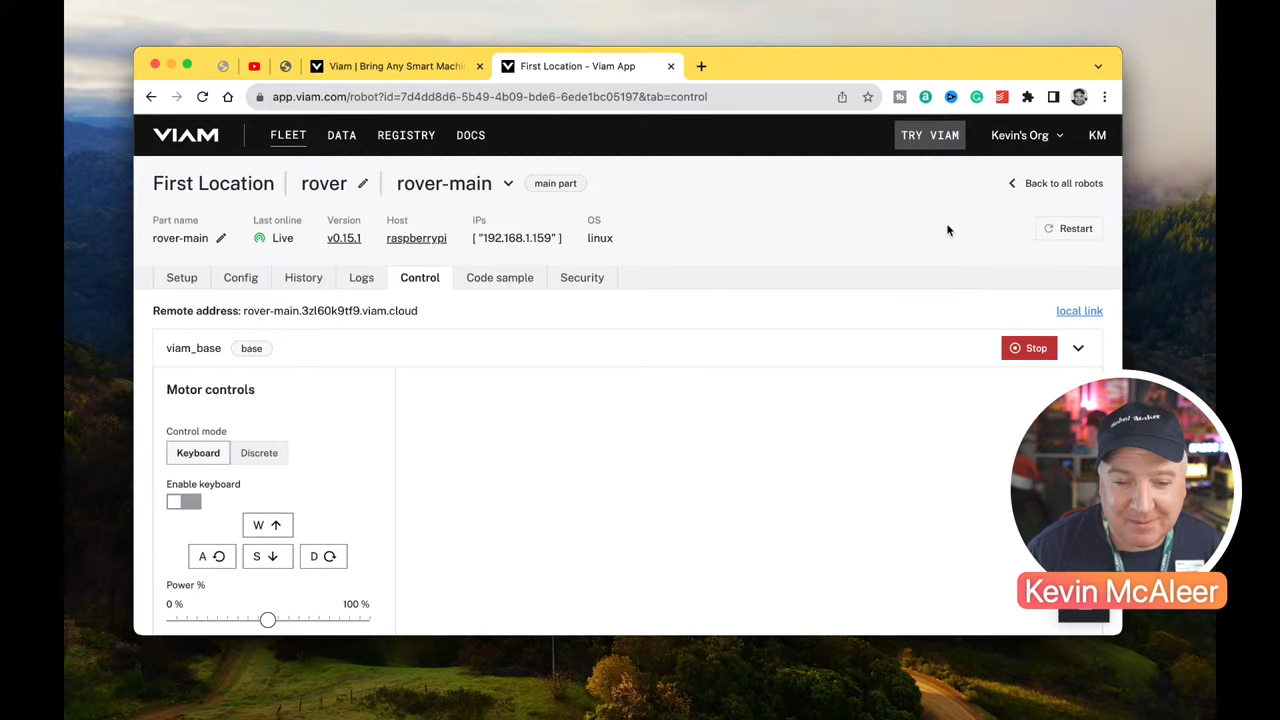 Viam | Bring Any Smart Machi
First Location - Viam App
app.viam.com/robot?id=7d4dd8d6-5b49-4b09-bde6-6ede1bc05197&tab=control
VIAM FLEET DATA REGISTRY DOCS TRY VIAM Kevin's Org KM
First Location rover rover-main main part Back to all robots
Part name Last online Version Host IPs OS
rover-main Live v0.15.1 raspberrypi [ "192.168.1.159" ] linux Restart
Setup Config History Logs Control Code sample Security
Remote address: rover-main.3zl60k9tf9.viam.cloud local link
viam_base base Stop
Motor controls
Control mode
Keyboard Discrete
Enable keyboard
W
A S D
Power %
0 % 100 %
Robot Maker
Kevin McAleer